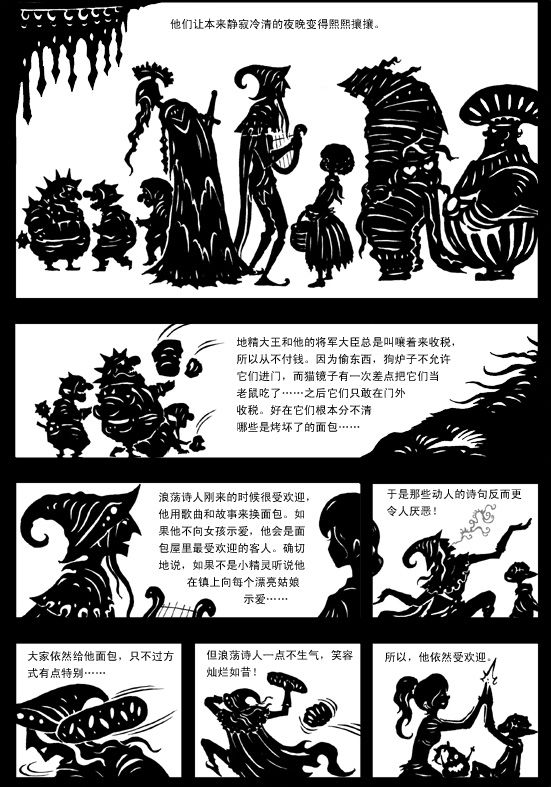 他们让本来静寂冷清的夜晚变得熙熙攘攘。
地精大王和他的将军大臣总是叫嚷着来收税，
所以从不付钱。因为偷东西，狗炉子不允许
它们进门，而猫镜子有一次差点把它们当
老鼠吃了……之后它们只敢在门外
收税。好在它们根本分不清
哪些是烤坏了的面包……
浪荡诗人刚来的时候很受欢迎，
他用歌曲和故事来换面包。如
果他不向女孩示爱，他会是面
包屋里最受欢迎的客人。确切
地说，如果不是小精灵听说他
在镇上向每个漂亮姑娘
示爱……
于是那些动人的诗句反而更
令人厌恶！
大家依然给他面包，只不过方
式有点特别……
但浪荡诗人一点不生气，笑容
灿烂如昔！
所以，他依然受欢迎。